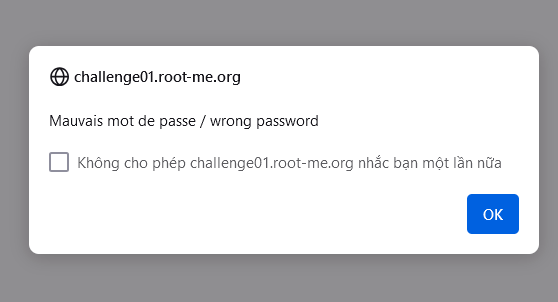 challenge01.root-me.org
Mauvais mot de passe / wrong password
Không cho phép challenge01.root-me.org nhắc bạn một lần nữa
OK